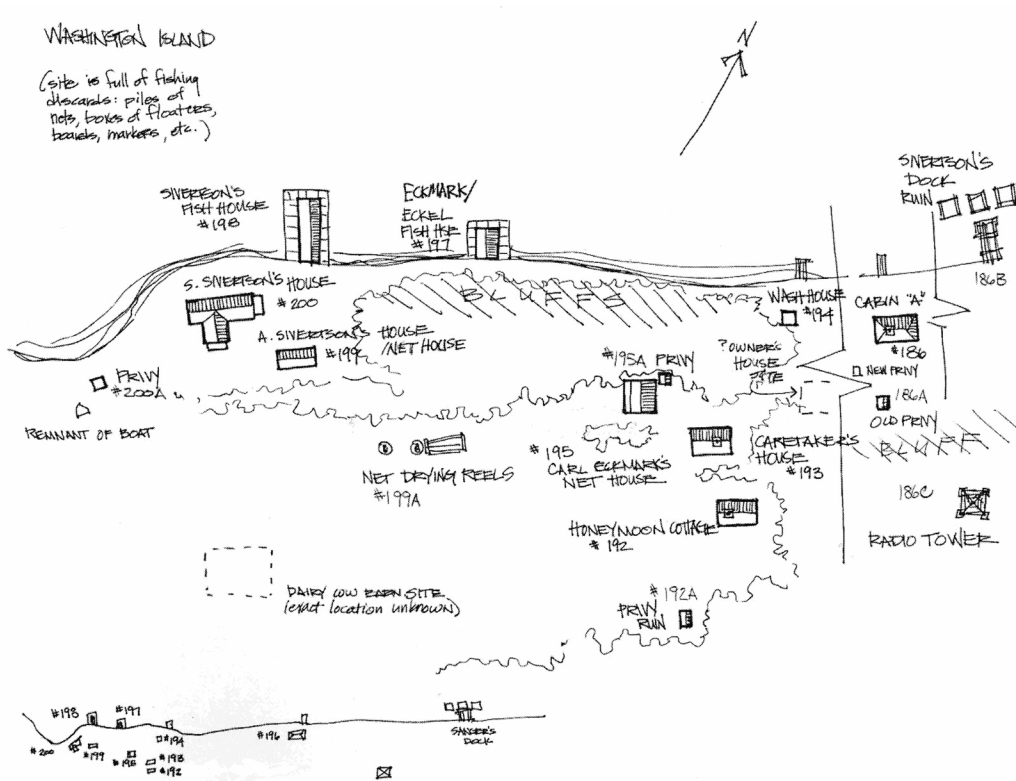 WASHINGTON ISLAND
(site is full of fishing
discards: piles of
nets, boxes of floaters,
boards, markers, etc.)
N
SIVERTSON'S
FISH HOUSE
#198
ECKMARK/
ECKEL
FISH HSE
#197
SIVERTSON'S
DOCK
RUIN
186B
S. SIVERTSON'S HOUSE
#200
BLUFFS
WASH HOUSE
#194
CABIN "A"
#186
A. SIVERTSON'S HOUSE
#199 /NET HOUSE
#195A PRIVY
? OWNER'S
HOUSE
SITE
NEW PRIVY
186A
OLD PRIVY
PRIVY
#200A
REMNANT OF BOAT
BLUFF
NET DRYING REELS
#199A
#195
CARL ECKMARK'S
NET HOUSE
CARETAKER'S
HOUSE
#193
186C
RADIO TOWER
HONEYMOON COTTAGE
#192
DAIRY COW BARN SITE
(exact location unknown)
#192A
PRIVY
RUIN
#198
#197
#194
#196
SANGER'S
DOCK
#200
#199
#195
#193
#192